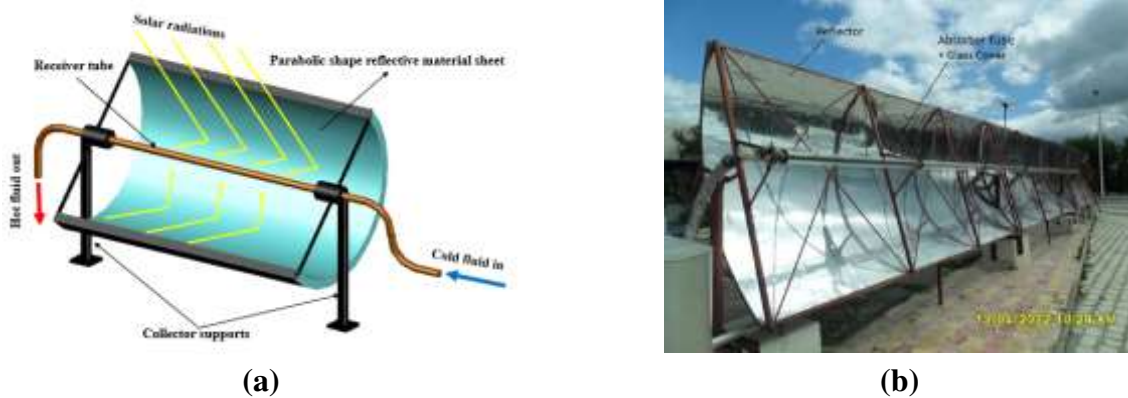 Solar radiations
Receiver tube
Parabolic shape reflective material sheet
Hot fluid out
Cold fluid in
Collector supports
(a)
Reflector
Absorber Tube
+ Glass Cover
(b)